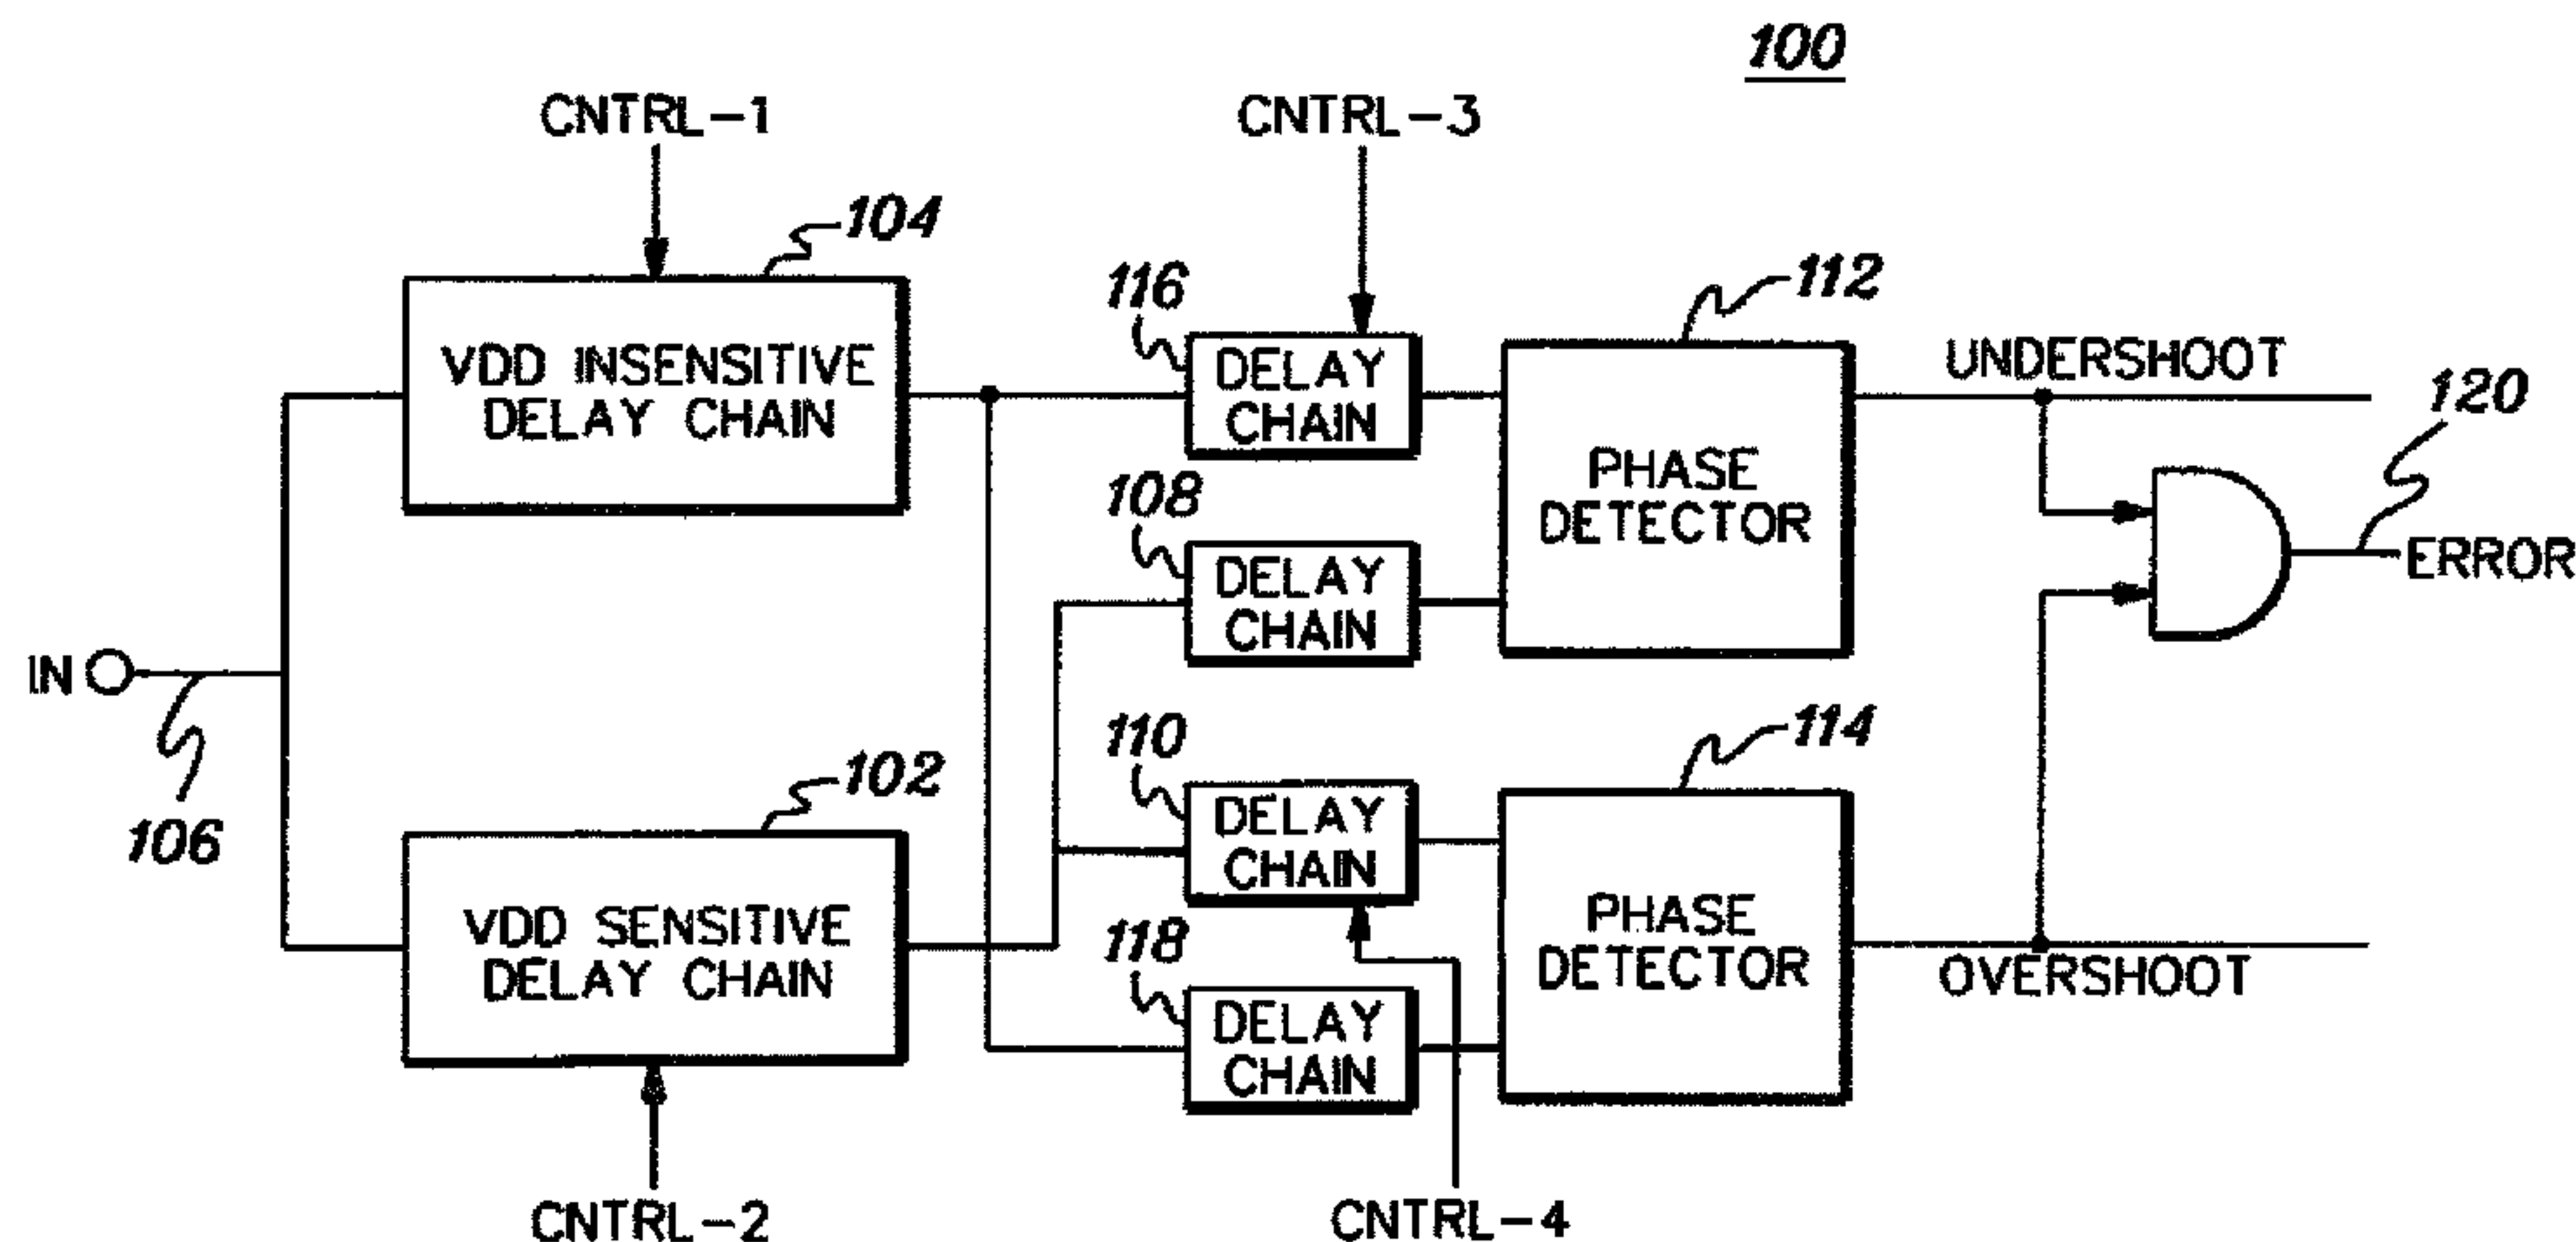 100
CNTRL-1
CNTRL-3
104
116
112
VDD INSENSITIVE
DELAY CHAIN
DELAY
CHAIN
UNDERSHOOT
120
108
PHASE
DETECTOR
DELAY
CHAIN
ERROR
IN
106
110
114
102
DELAY
CHAIN
VDD SENSITIVE
DELAY CHAIN
118
PHASE
DETECTOR
OVERSHOOT
DELAY
CHAIN
CNTRL-2
CNTRL-4